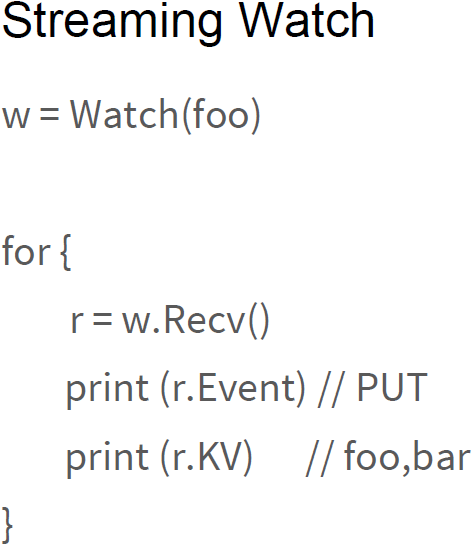 Streaming Watch
w = Watch(foo)
for {
r = w.Recv()
print (r.Event) // PUT
print (r.KV) // foo,bar
}